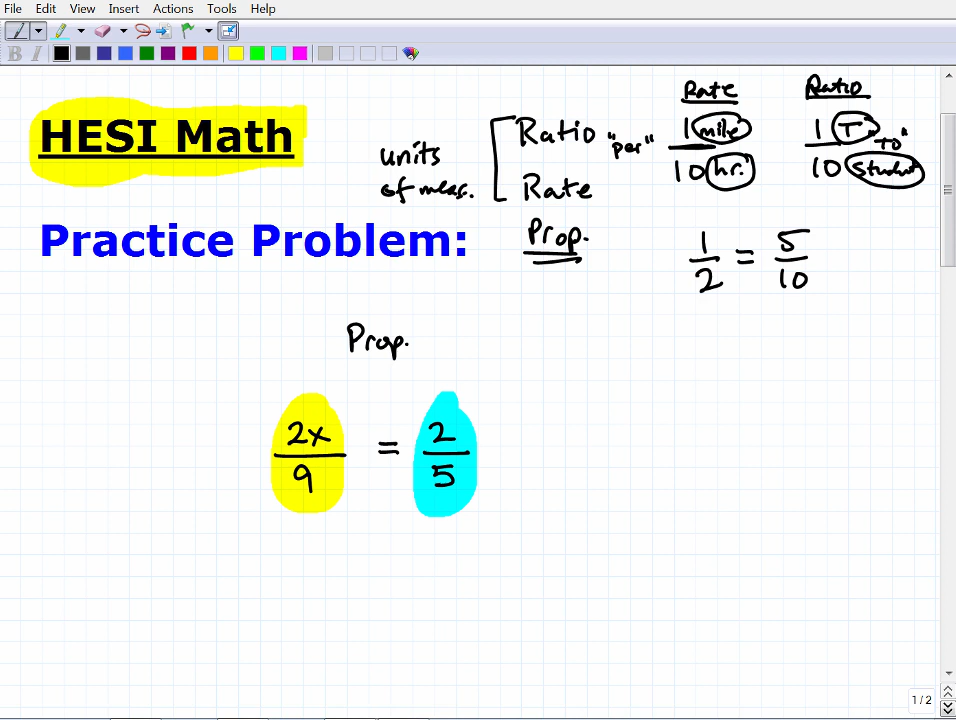 File Edit View Insert Actions Tools Help
B I
HESI Math
units of meas.
Ratio "per"
Rate
Prop.
Rate
1 mile
10 hr.
Ratio
1 T "TO"
10 Student
Practice Problem:
1/2 = 5/10
Prop.
2x/9 = 2/5
1 / 2